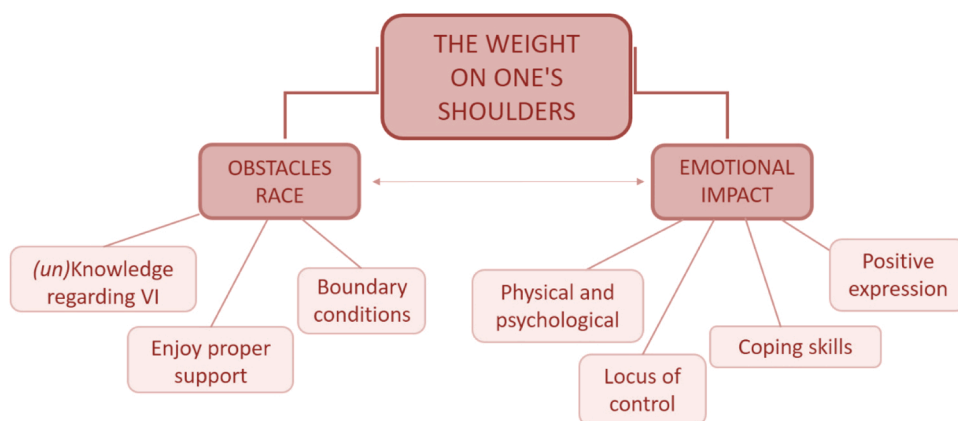 THE WEIGHT
ON ONE'S
SHOULDERS
OBSTACLES
RACE
EMOTIONAL
IMPACT
(un)Knowledge
regarding VI
Enjoy proper
support
Boundary
conditions
Physical and
psychological
Locus of
control
Coping skills
Positive
expression